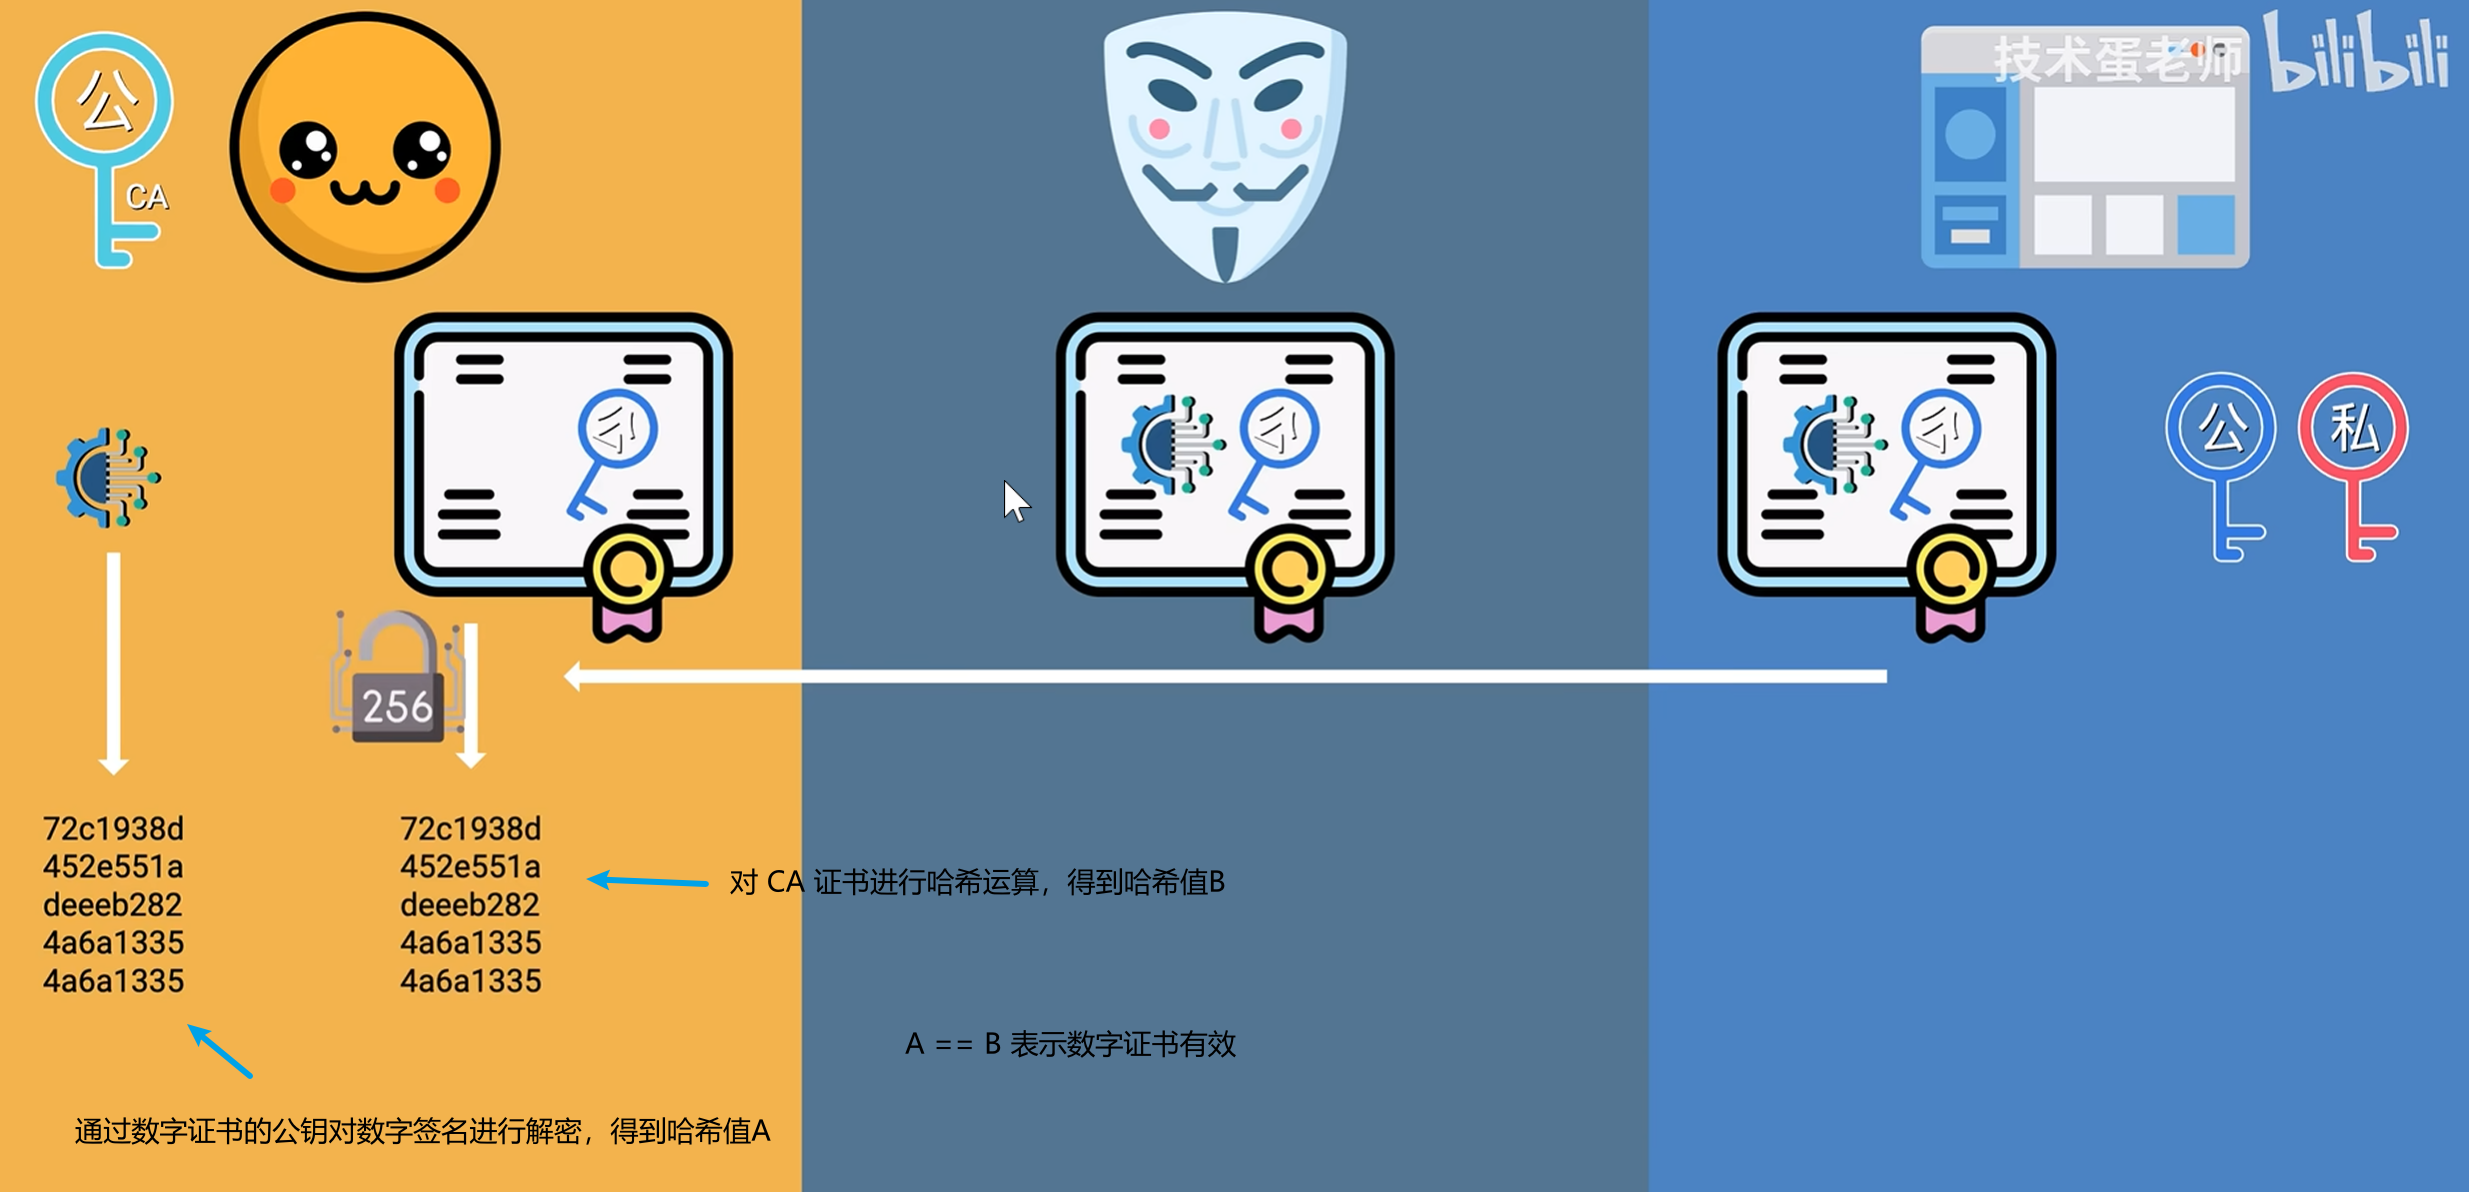 公
CA
技术蛋老师
bilibili
公
公
公
公
私
256
72c1938d
452e551a
deeeb282
4a6a1335
4a6a1335
72c1938d
452e551a
deeeb282
4a6a1335
4a6a1335
对 CA 证书进行哈希运算，得到哈希值B
A == B 表示数字证书有效
通过数字证书的公钥对数字签名进行解密，得到哈希值A